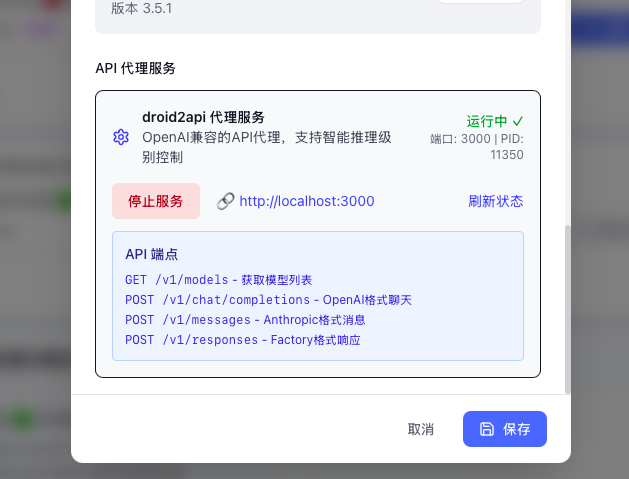 版本 3.5.1
API 代理服务
droid2api 代理服务
OpenAI兼容的API代理，支持智能推理级
别控制
运行中 ✓
端口: 3000 | PID:
11350
停止服务
http://localhost:3000
刷新状态
API 端点
GET /v1/models - 获取模型列表
POST /v1/chat/completions - OpenAI格式聊天
POST /v1/messages - Anthropic格式消息
POST /v1/responses - Factory格式响应
取消
保存